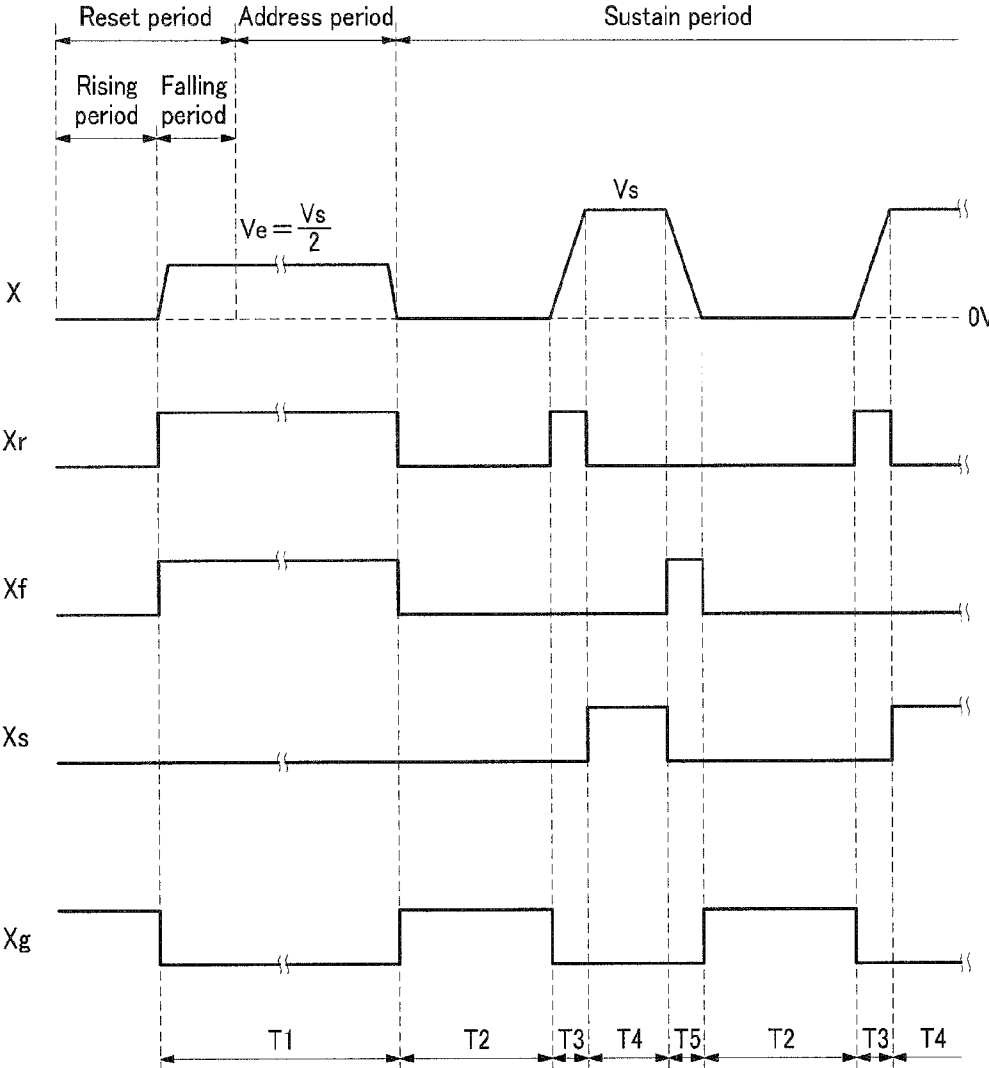 Reset period Address period Sustain period
Rising period Falling period
Vs
Ve = Vs/2
X
0V
Xr
Xf
Xs
Xg
T1 T2 T3 T4 T5 T2 T3 T4